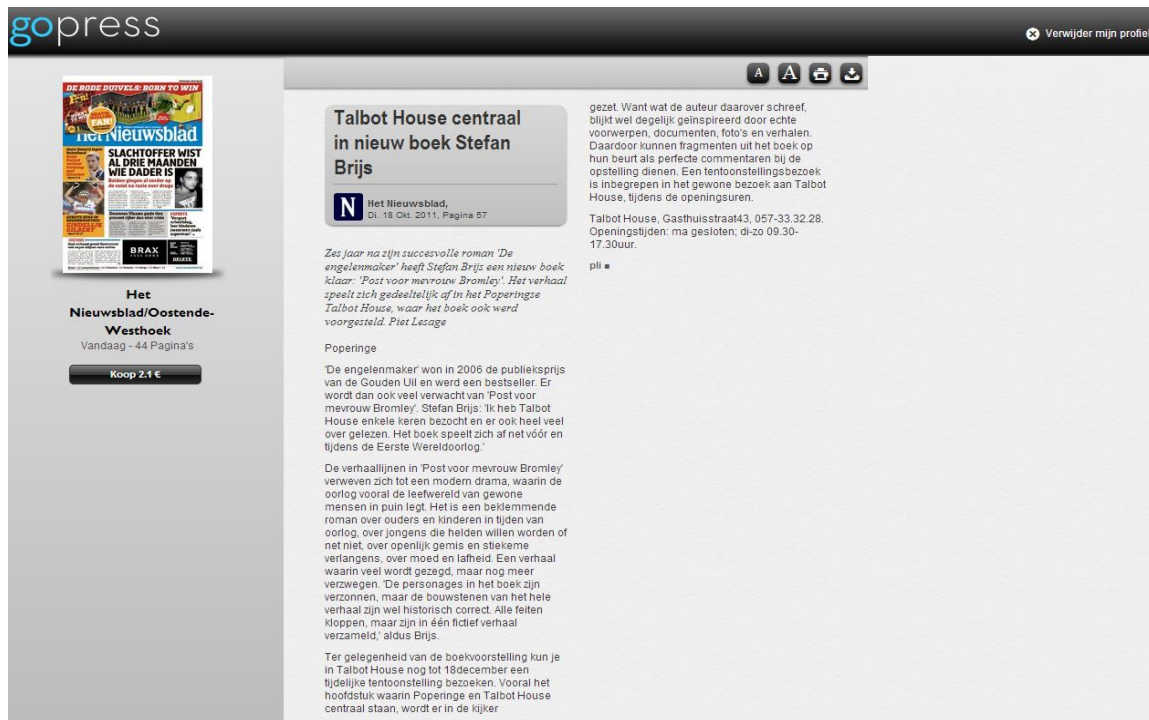 gopress
Verwijder mijn profiel
A A
DE RODE DUIVELS: BORN TO WIN
Het Nieuwsblad
SLACHTOFFER WIST
AL DRIE MAANDEN
WIE DADER IS
EINDELIJK
GILBERT
BRAX
Het
Nieuwsblad/Oostende-
Westhoek
Vandaag - 44 Pagina's
Koop 2.1 €
Talbot House centraal
in nieuw boek Stefan
Brijs
N
Het Nieuwsblad,
Di. 18 Okt. 2011, Pagina 57
Zes jaar na zijn succesvolle roman 'De
engelenmaker' heeft Stefan Brijs een nieuw boek
klaar: 'Post voor mevrouw Bromley'. Het verhaal
speelt zich gedeeltelijk af in het Poperingse
Talbot House, waar het boek ook werd
voorgesteld. Piet Lesage
Poperinge
'De engelenmaker' won in 2006 de publieksprijs
van de Gouden Uil en werd een bestseller. Er
wordt dan ook veel verwacht van 'Post voor
mevrouw Bromley'. Stefan Brijs: 'Ik heb Talbot
House enkele keren bezocht en er ook heel veel
over gelezen. Het boek speelt zich af net vóór en
tijdens de Eerste Wereldoorlog.'
De verhaallijnen in 'Post voor mevrouw Bromley'
verweven zich tot een modern drama, waarin de
oorlog vooral de leefwereld van gewone
mensen in puin legt. Het is een beklemmende
roman over ouders en kinderen in tijden van
oorlog, over jongens die helden willen worden of
net niet, over openlijk gemis en stiekeme
verlangens, over moed en lafheid. Een verhaal
waarin veel wordt gezegd, maar nog meer
verzwegen. 'De personages in het boek zijn
verzonnen, maar de bouwstenen van het hele
verhaal zijn wel historisch correct. Alle feiten
kloppen, maar zijn in één fictief verhaal
verzameld,' aldus Brijs.
Ter gelegenheid van de boekvoorstelling kun je
in Talbot House nog tot 18december een
tijdelijke tentoonstelling bezoeken. Vooral het
hoofdstuk waarin Poperinge en Talbot House
centraal staan, wordt er in de kijker
gezet. Want wat de auteur daarover schreef,
blijkt wel degelijk geïnspireerd door echte
voorwerpen, documenten, foto's en verhalen.
Daardoor kunnen fragmenten uit het boek op
hun beurt als perfecte commentaren bij de
opstelling dienen. Een tentoonstellingsbezoek
is inbegrepen in het gewone bezoek aan Talbot
House, tijdens de openingsuren.
Talbot House, Gasthuisstraat43, 057-33.32.28.
Openingstijden: ma gesloten; di-zo 09.30-
17.30uur.
pli ■